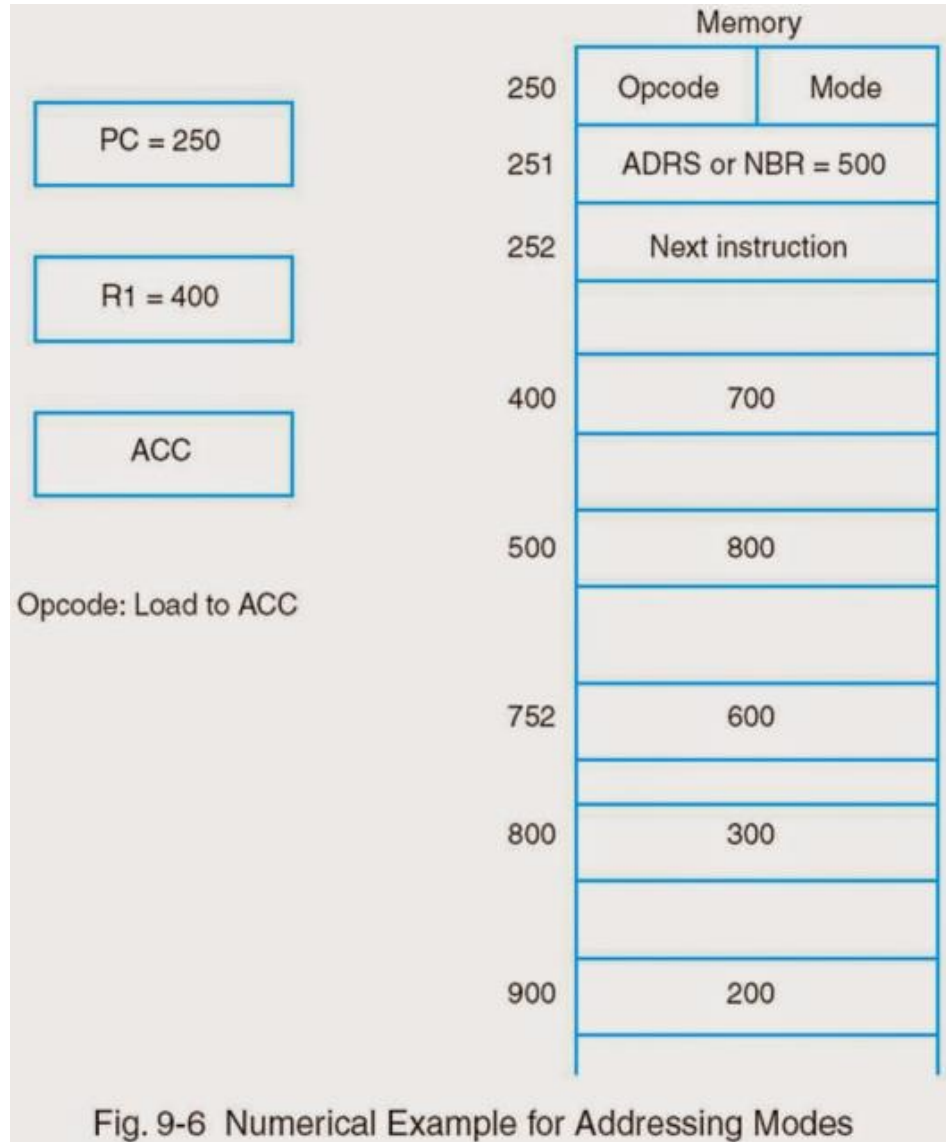 Memory
250 Opcode Mode
PC = 250
251 ADRS or NBR = 500
252 Next instruction
R1 = 400
400 700
ACC
500 800
Opcode: Load to ACC
752 600
800 300
900 200
Fig. 9-6 Numerical Example for Addressing Modes